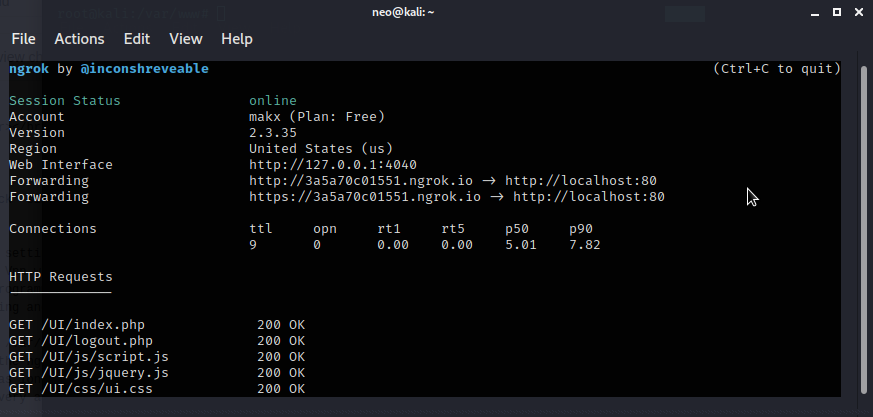 neo@kali: ~
File Actions Edit View Help
ngrok by @inconshreveable (Ctrl+C to quit)
Session Status online
Account makx (Plan: Free)
Version 2.3.35
Region United States (us)
Web Interface http://127.0.0.1:4040
Forwarding http://3a5a70c01551.ngrok.io -> http://localhost:80
Forwarding https://3a5a70c01551.ngrok.io -> http://localhost:80
Connections ttl opn rt1 rt5 p50 p90
9 0 0.00 0.00 5.01 7.82
HTTP Requests
-------------
GET /UI/index.php 200 OK
GET /UI/logout.php 200 OK
GET /UI/js/script.js 200 OK
GET /UI/js/jquery.js 200 OK
GET /UI/css/ui.css 200 OK